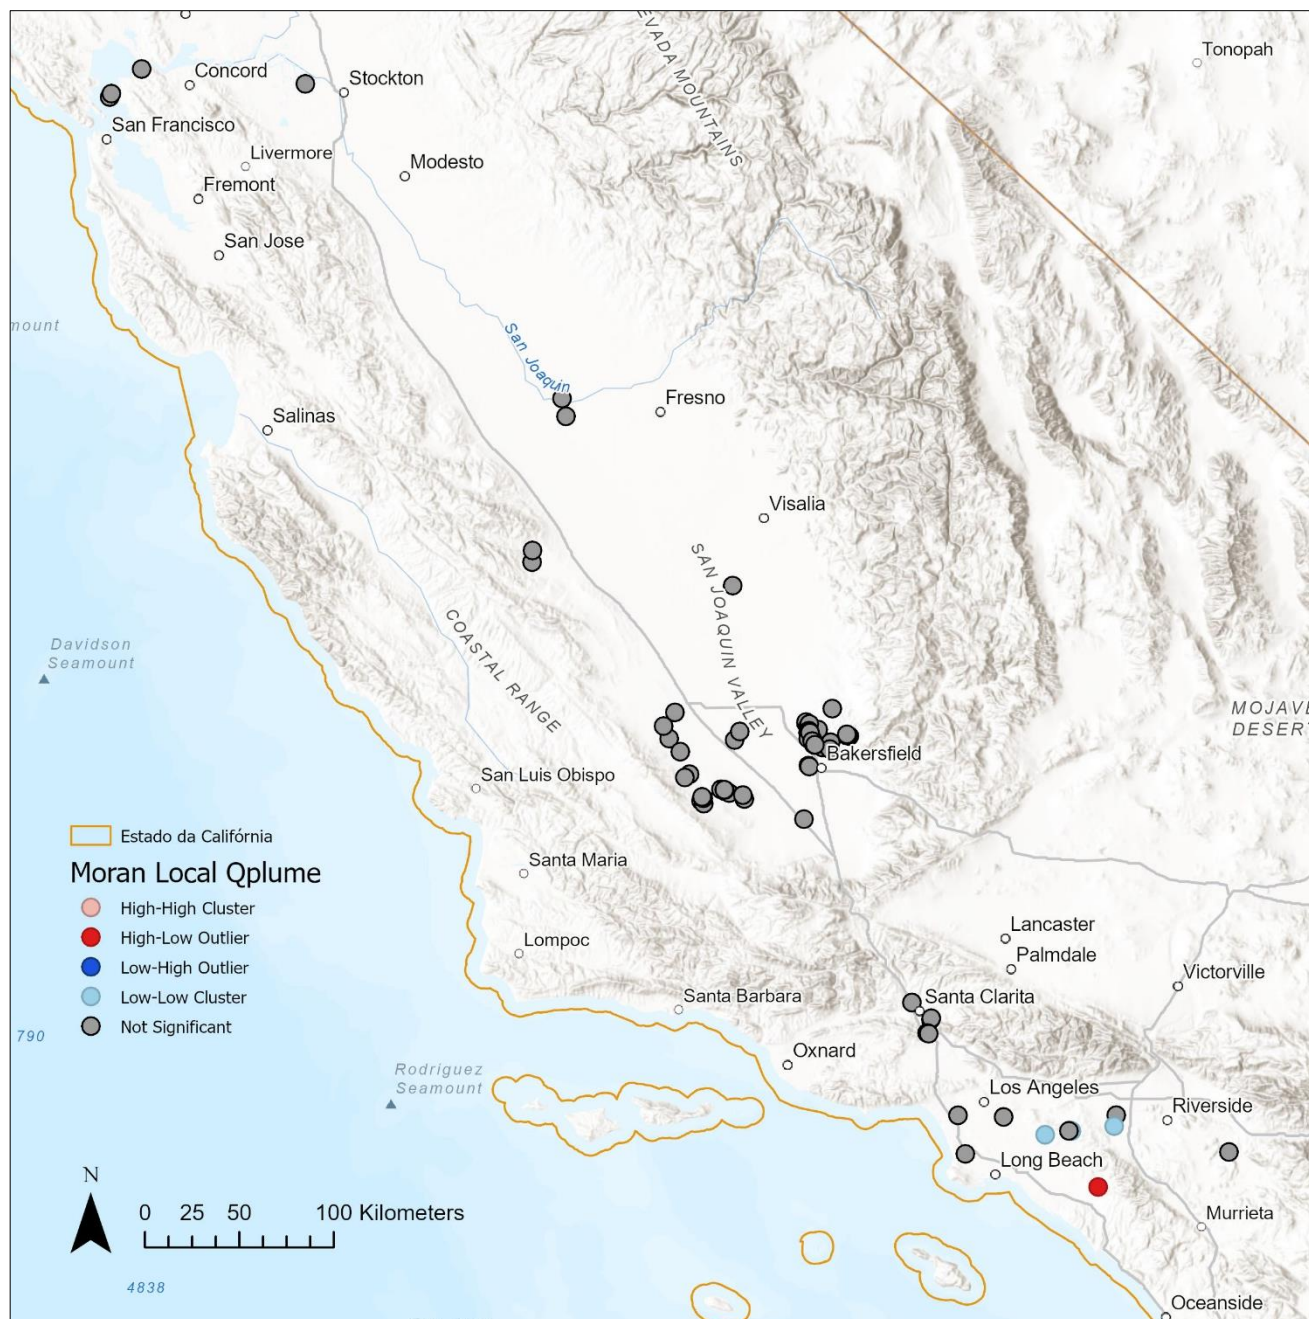 EVADA MOUNTAINS
Tonopah
Concord
Stockton
San Francisco
Livermore
Modesto
Fremont
San Jose
mount
San Joaquin
Fresno
Salinas
Visalia
SAN JOAQUIN VALLEY
COASTAL RANGE
Davidson
Seamount
MOJAVE
DESERT
Bakersfield
San Luis Obispo
Estado da Califórnia
Moran Local Qplume
High-High Cluster
High-Low Outlier
Low-High Outlier
Low-Low Cluster
Not Significant
Santa Maria
Lompoc
Lancaster
Palmdale
Victorville
Santa Barbara
Santa Clarita
790
Oxnard
Rodriguez
Seamount
Los Angeles
Riverside
Long Beach
N
0 25 50 100 Kilometers
Murrieta
4838
Oceanside